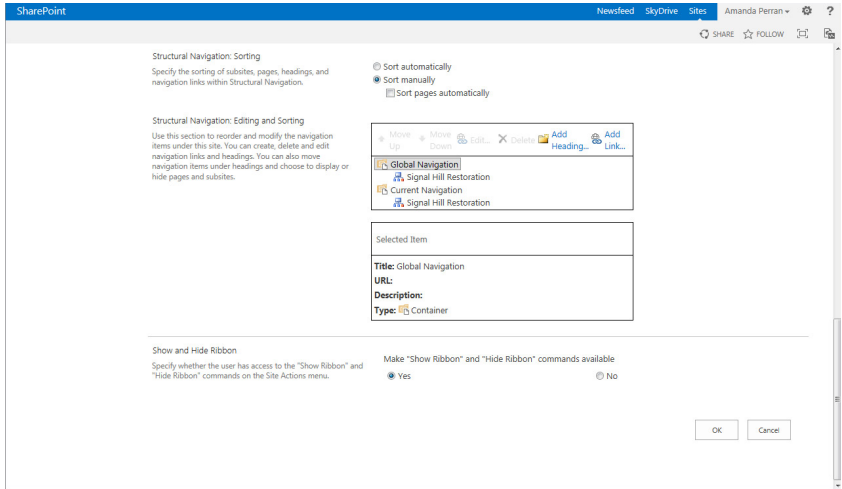 SharePoint
Newsfeed SkyDrive Sites Amanda Perran ?
SHARE FOLLOW
Structural Navigation: Sorting
Specify the sorting of subsites, pages, headings, and
navigation links within Structural Navigation.
Sort automatically
Sort manually
Sort pages automatically
Structural Navigation: Editing and Sorting
Use this section to reorder and modify the navigation
items under this site. You can create, delete and edit
navigation links and headings. You can also move
navigation items under headings and choose to display or
hide pages and subsites.
Move Up Move Down Edit... Delete Add Heading... Add Link...
Global Navigation
Signal Hill Restoration
Current Navigation
Signal Hill Restoration
Selected Item
Title: Global Navigation
URL:
Description:
Type: Container
Show and Hide Ribbon
Specify whether the user has access to the "Show Ribbon" and
"Hide Ribbon" commands on the Site Actions menu.
Make "Show Ribbon" and "Hide Ribbon" commands available
Yes No
OK Cancel